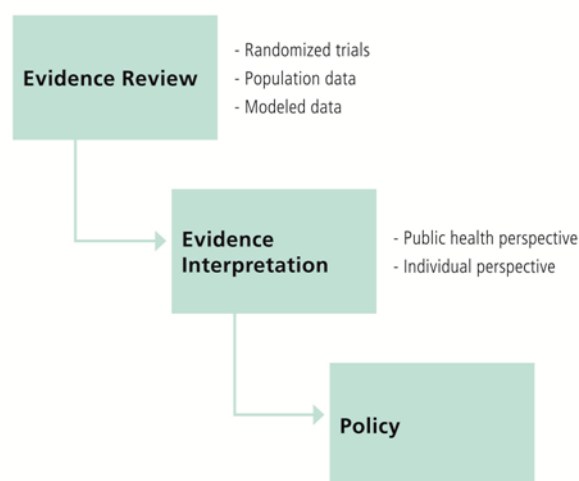 Evidence Review
- Randomized trials
- Population data
- Modeled data
Evidence
Interpretation
- Public health perspective
- Individual perspective
Policy